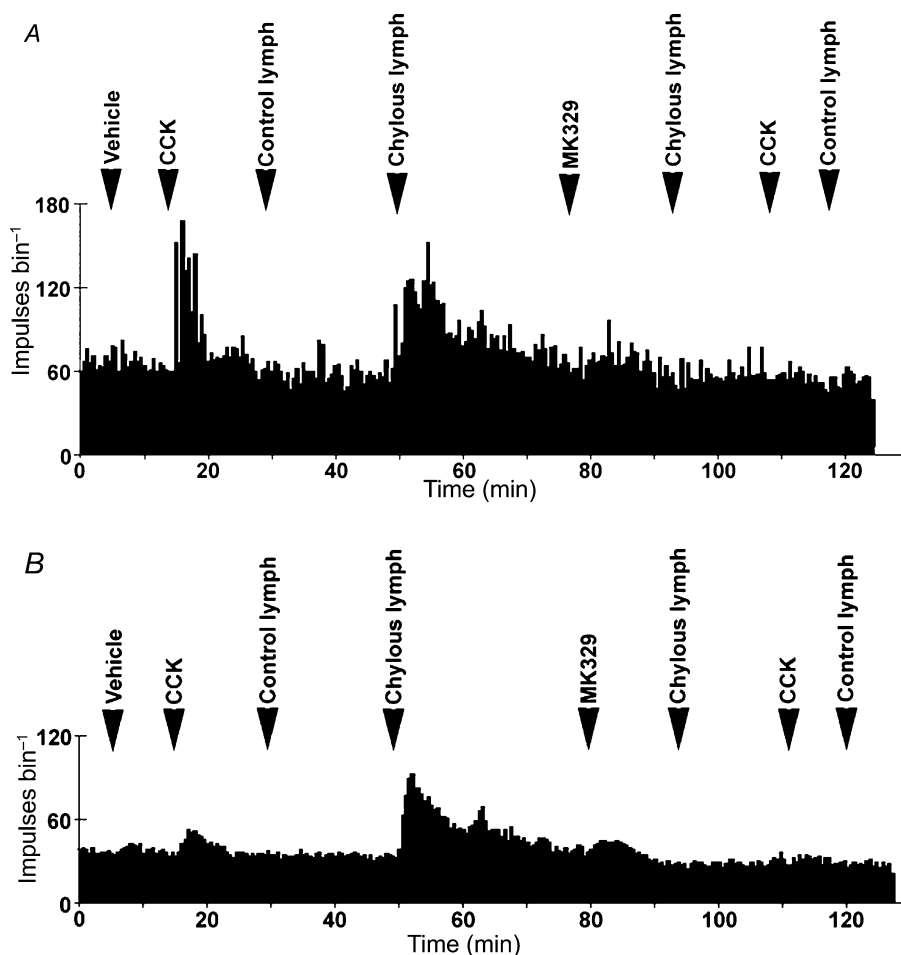 A
Vehicle
CCK
Control lymph
Chylous lymph
MK329
Chylous lymph
CCK
Control lymph
Impulses bin⁻¹
180
120
60
0
0 20 40 60 80 100 120
Time (min)
B
Vehicle
CCK
Control lymph
Chylous lymph
MK329
Chylous lymph
CCK
Control lymph
Impulses bin⁻¹
120
60
0
0 20 40 60 80 100 120
Time (min)